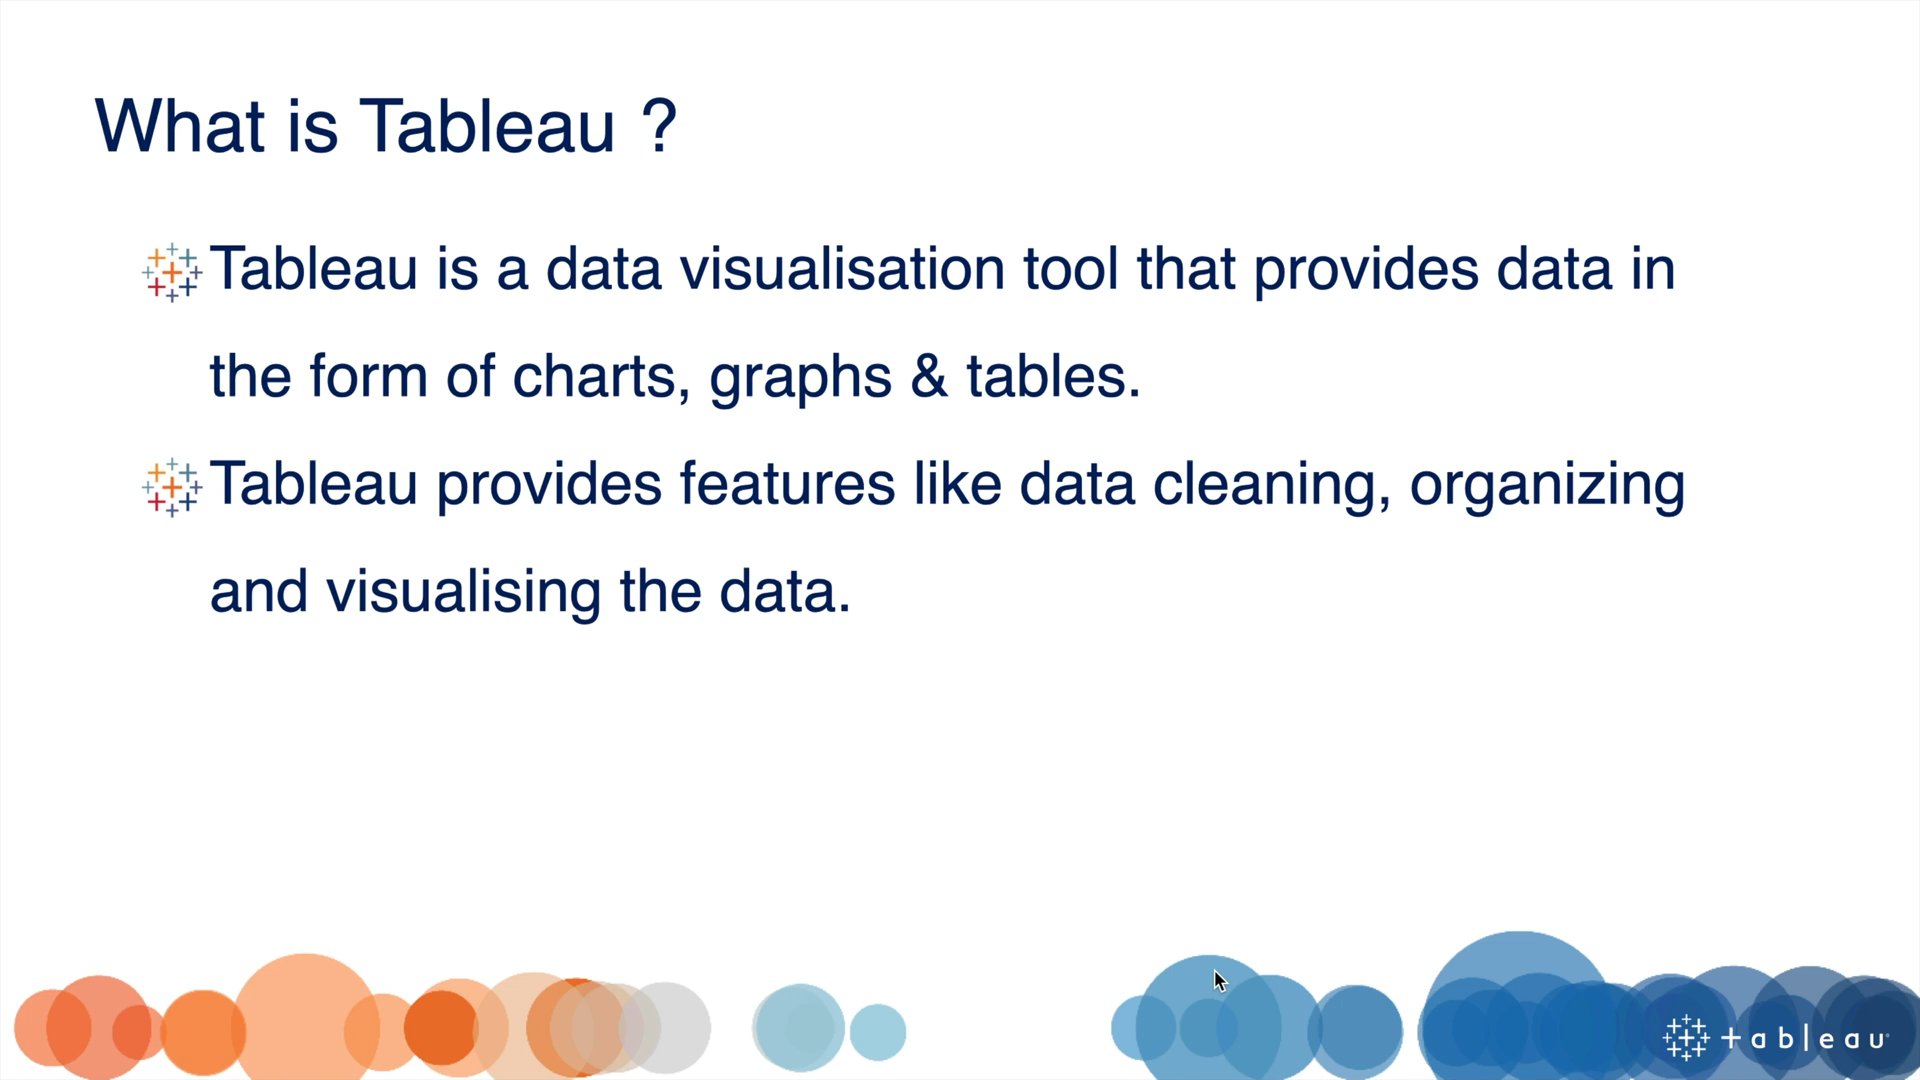 What is Tableau ?
Tableau is a data visualisation tool that provides data in
the form of charts, graphs & tables.
Tableau provides features like data cleaning, organizing
and visualising the data.
+ableau